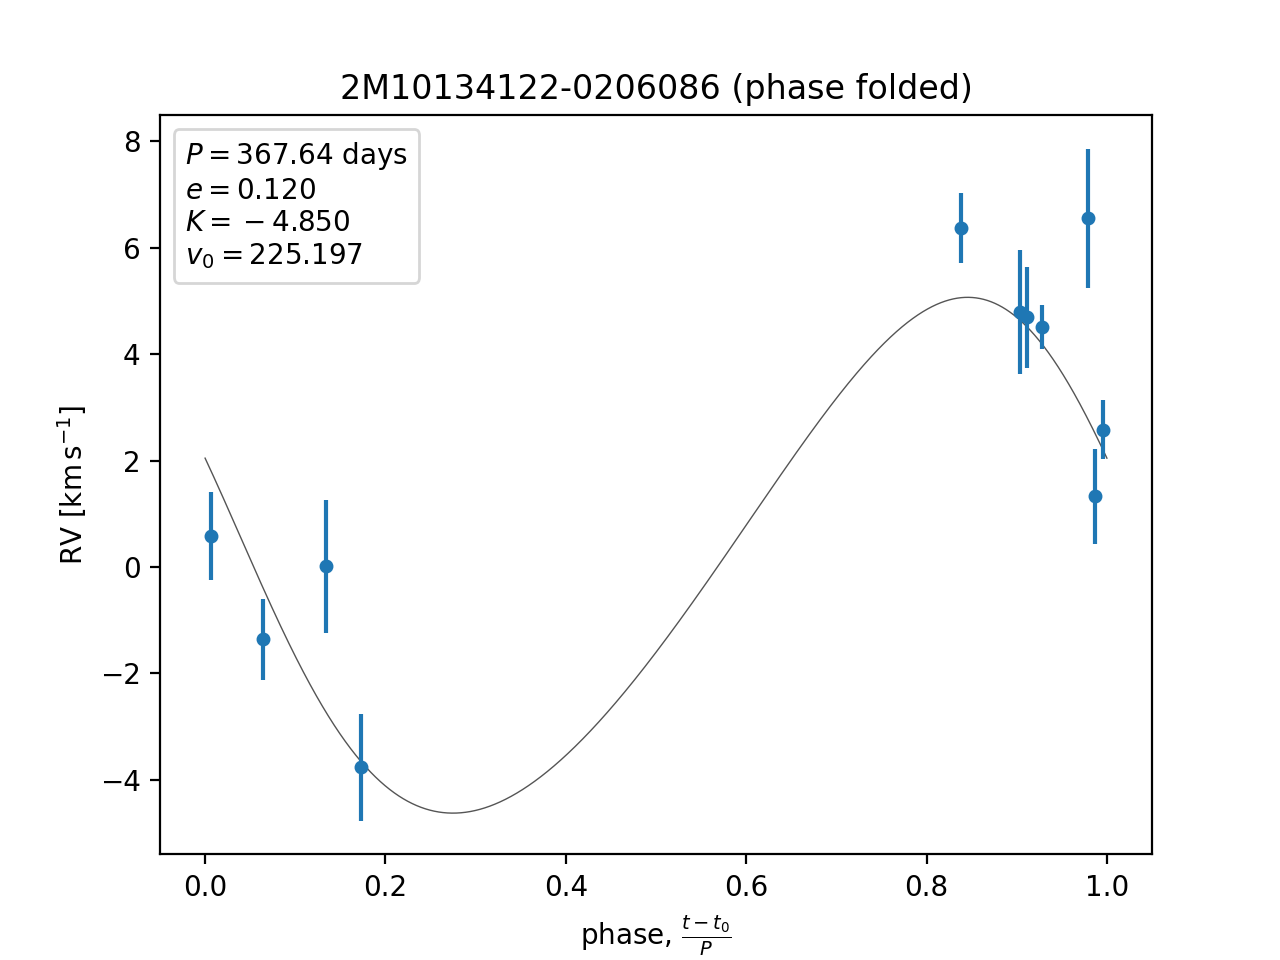 2M10134122-0206086 (phase folded)
P = 367.64 days
e = 0.120
K = −4.850
v₀ = 225.197
8
6
4
2
0
−2
−4
RV [km s⁻¹]
0.0 0.2 0.4 0.6 0.8 1.0
phase, (t − t₀)/P